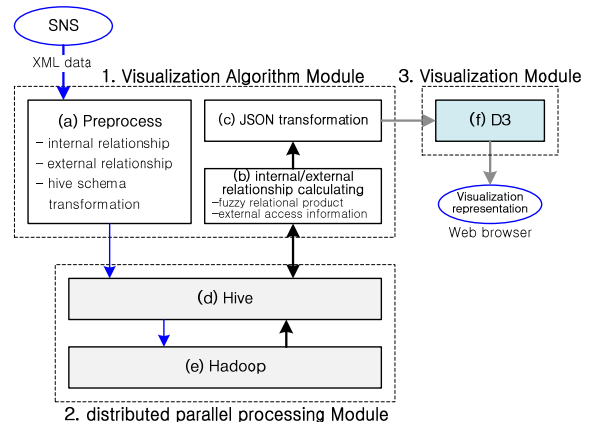 SNS
XML data
1. Visualization Algorithm Module
3. Visualization Module
(a) Preprocess
- internal relationship
- external relationship
- hive schema
transformation
(c) JSON transformation
(b) internal/external
relationship calculating
-fuzzy relational product
-external access information
(f) D3
Visualization
representation
Web browser
(d) Hive
(e) Hadoop
2. distributed parallel processing Module